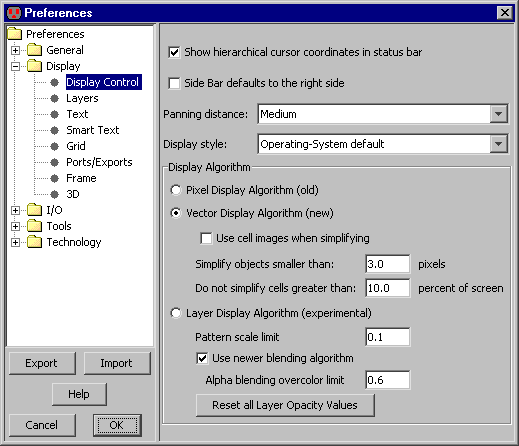 Preferences
Preferences
General
Display
Display Control
Layers
Text
Smart Text
Grid
Ports/Exports
Frame
3D
I/O
Tools
Technology
Export Import
Help
Cancel OK
Show hierarchical cursor coordinates in status bar
Side Bar defaults to the right side
Panning distance: Medium
Display style: Operating-System default
Display Algorithm
Pixel Display Algorithm (old)
Vector Display Algorithm (new)
Use cell images when simplifying
Simplify objects smaller than: 3.0 pixels
Do not simplify cells greater than: 10.0 percent of screen
Layer Display Algorithm (experimental)
Pattern scale limit 0.1
Use newer blending algorithm
Alpha blending overcolor limit 0.6
Reset all Layer Opacity Values